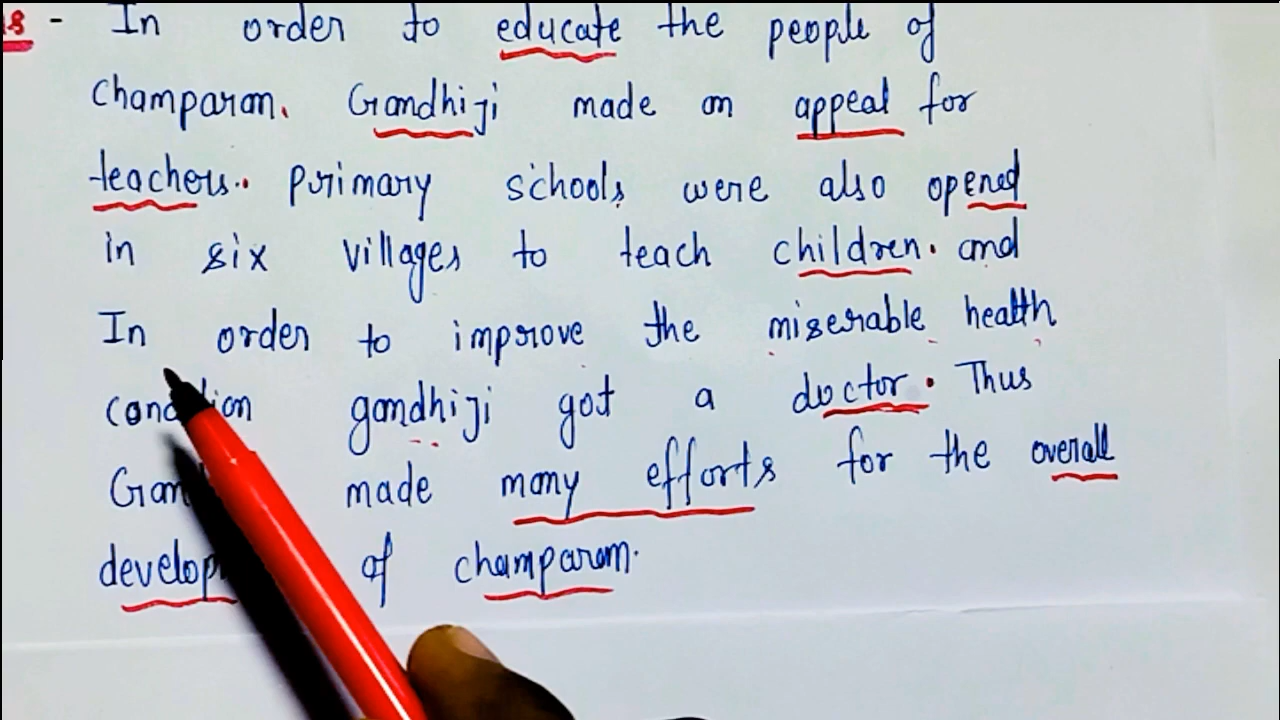 ns - In order to educate the people of
Champaran. Gandhiji made an appeal for
teachers.. primary schools were also opened
in six villages to teach children. and
In order to improve the miserable health
gandhiji got a doctor. Thus
made many efforts for the overall
of champaran.